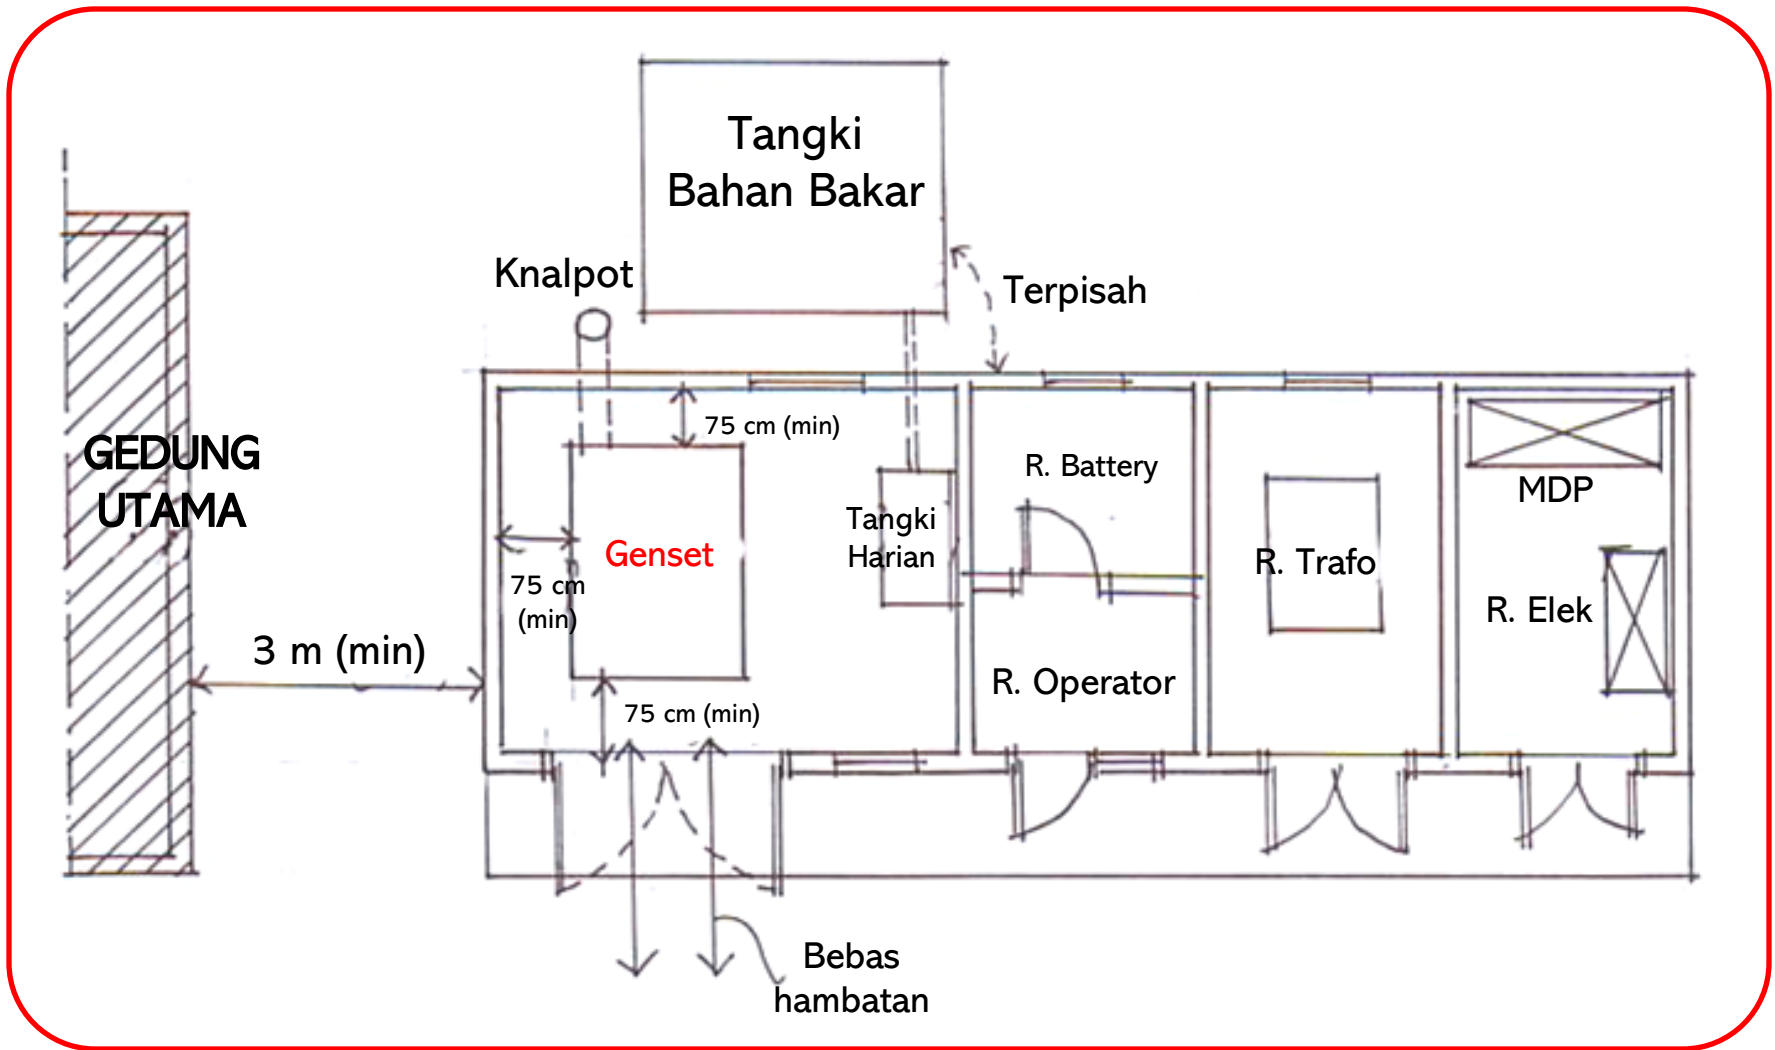 Tangki
Bahan Bakar
Knalpot
Terpisah
GEDUNG
UTAMA
3 m (min)
75 cm (min)
75 cm
(min)
Genset
75 cm (min)
Tangki
Harian
R. Battery
R. Operator
R. Trafo
MDP
R. Elek
Bebas
hambatan